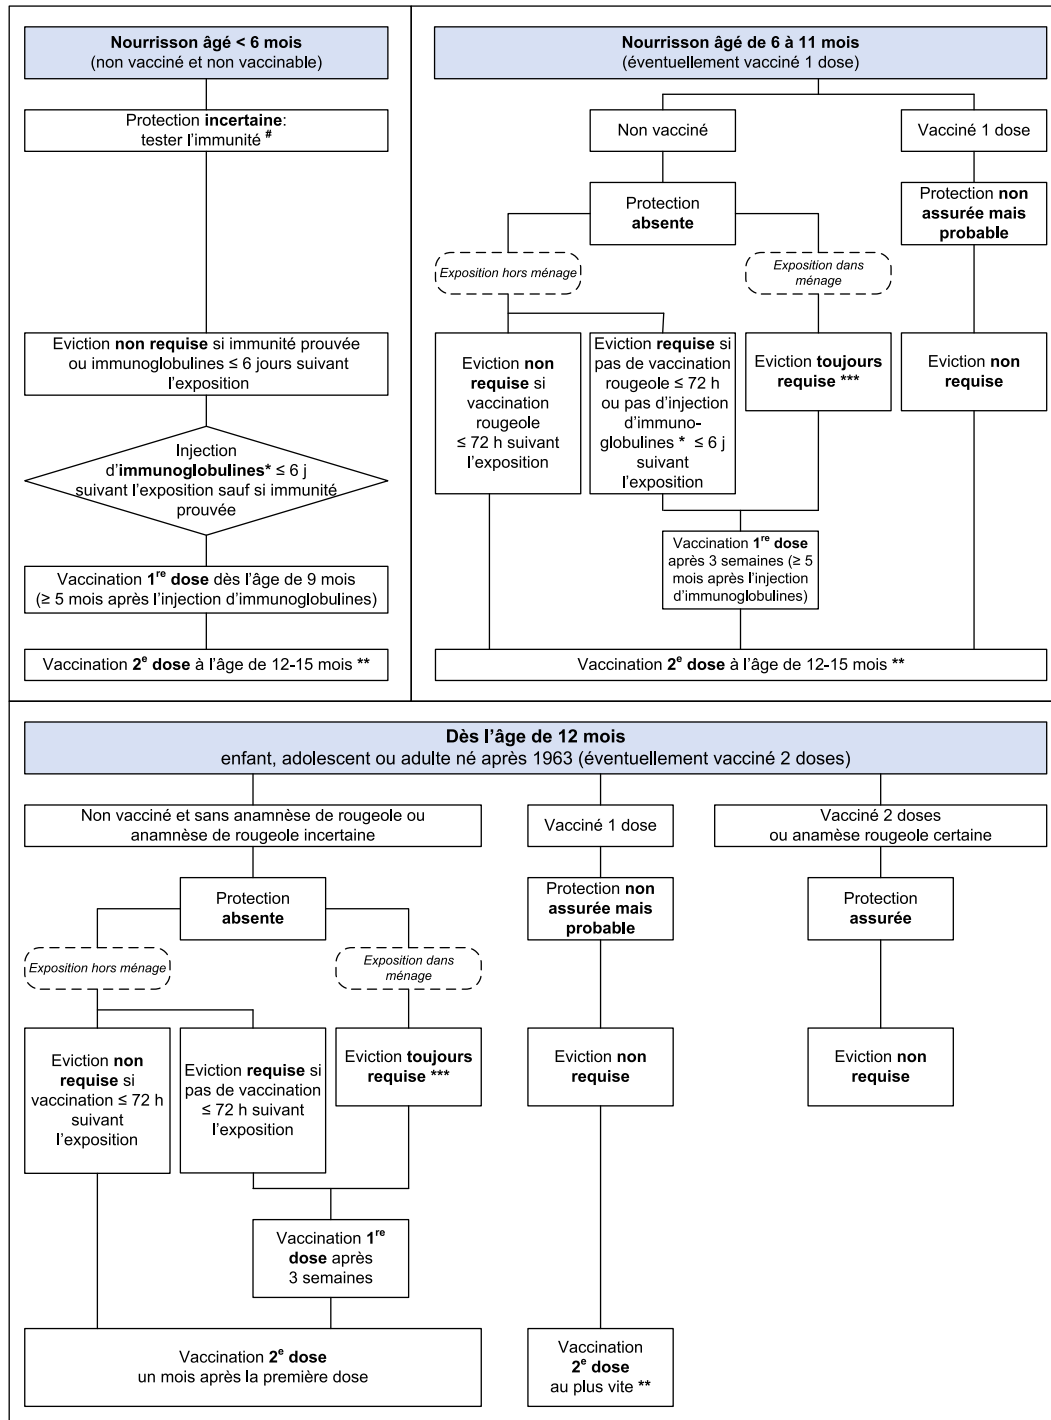 Nourrisson âgé < 6 mois
(non vacciné et non vaccinable)
Protection incertaine:
tester l'immunité #
Eviction non requise si immunité prouvée
ou immunoglobulines ≤ 6 jours suivant
l'exposition
Injection
d'immunoglobulines* ≤ 6 j
suivant l'exposition sauf si immunité
prouvée
Vaccination 1re dose dès l'âge de 9 mois
(≥ 5 mois après l'injection d'immunoglobulines)
Vaccination 2e dose à l'âge de 12-15 mois **
Nourrisson âgé de 6 à 11 mois
(éventuellement vacciné 1 dose)
Non vacciné
Vacciné 1 dose
Protection
absente
Protection non
assurée mais
probable
Exposition hors ménage
Exposition dans
ménage
Eviction non
requise si
vaccination
rougeole
≤ 72 h suivant
l'exposition
Eviction requise si
pas de vaccination
rougeole ≤ 72 h
ou pas d'injection
d'immuno-
globulines * ≤ 6 j
suivant
l'exposition
Eviction toujours
requise ***
Eviction non
requise
Vaccination 1re dose
après 3 semaines (≥ 5
mois après l'injection
d'immunoglobulines)
Vaccination 2e dose à l'âge de 12-15 mois **
Dès l'âge de 12 mois
enfant, adolescent ou adulte né après 1963 (éventuellement vacciné 2 doses)
Non vacciné et sans anamnèse de rougeole ou
anamnèse de rougeole incertaine
Vacciné 1 dose
Vacciné 2 doses
ou anamèse rougeole certaine
Protection
absente
Protection non
assurée mais
probable
Protection
assurée
Exposition hors ménage
Exposition dans
ménage
Eviction non
requise si
vaccination ≤ 72 h
suivant
l'exposition
Eviction requise si
pas de vaccination
≤ 72 h suivant
l'exposition
Eviction toujours
requise ***
Eviction non
requise
Eviction non
requise
Vaccination 1re
dose après
3 semaines
Vaccination 2e dose
un mois après la première dose
Vaccination
2e dose
au plus vite **